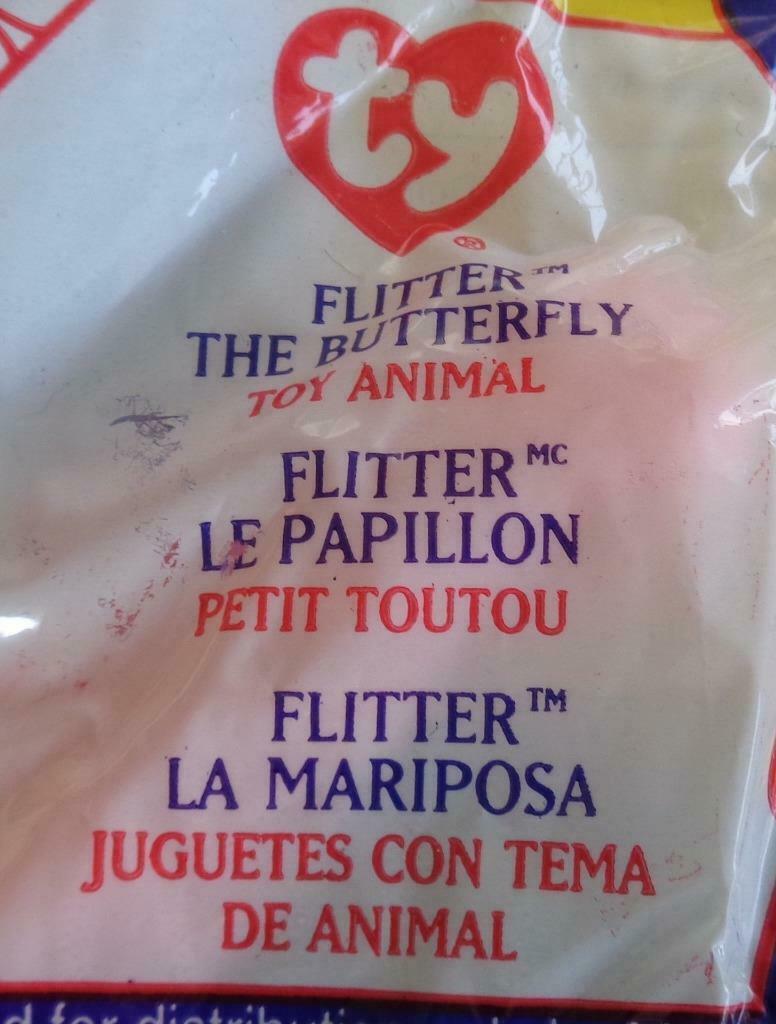 ty
®
FLITTER™
THE BUTTERFLY
TOY ANIMAL
FLITTER MC
LE PAPILLON
PETIT TOUTOU
FLITTER™
LA MARIPOSA
JUGUETES CON TEMA
DE ANIMAL
for